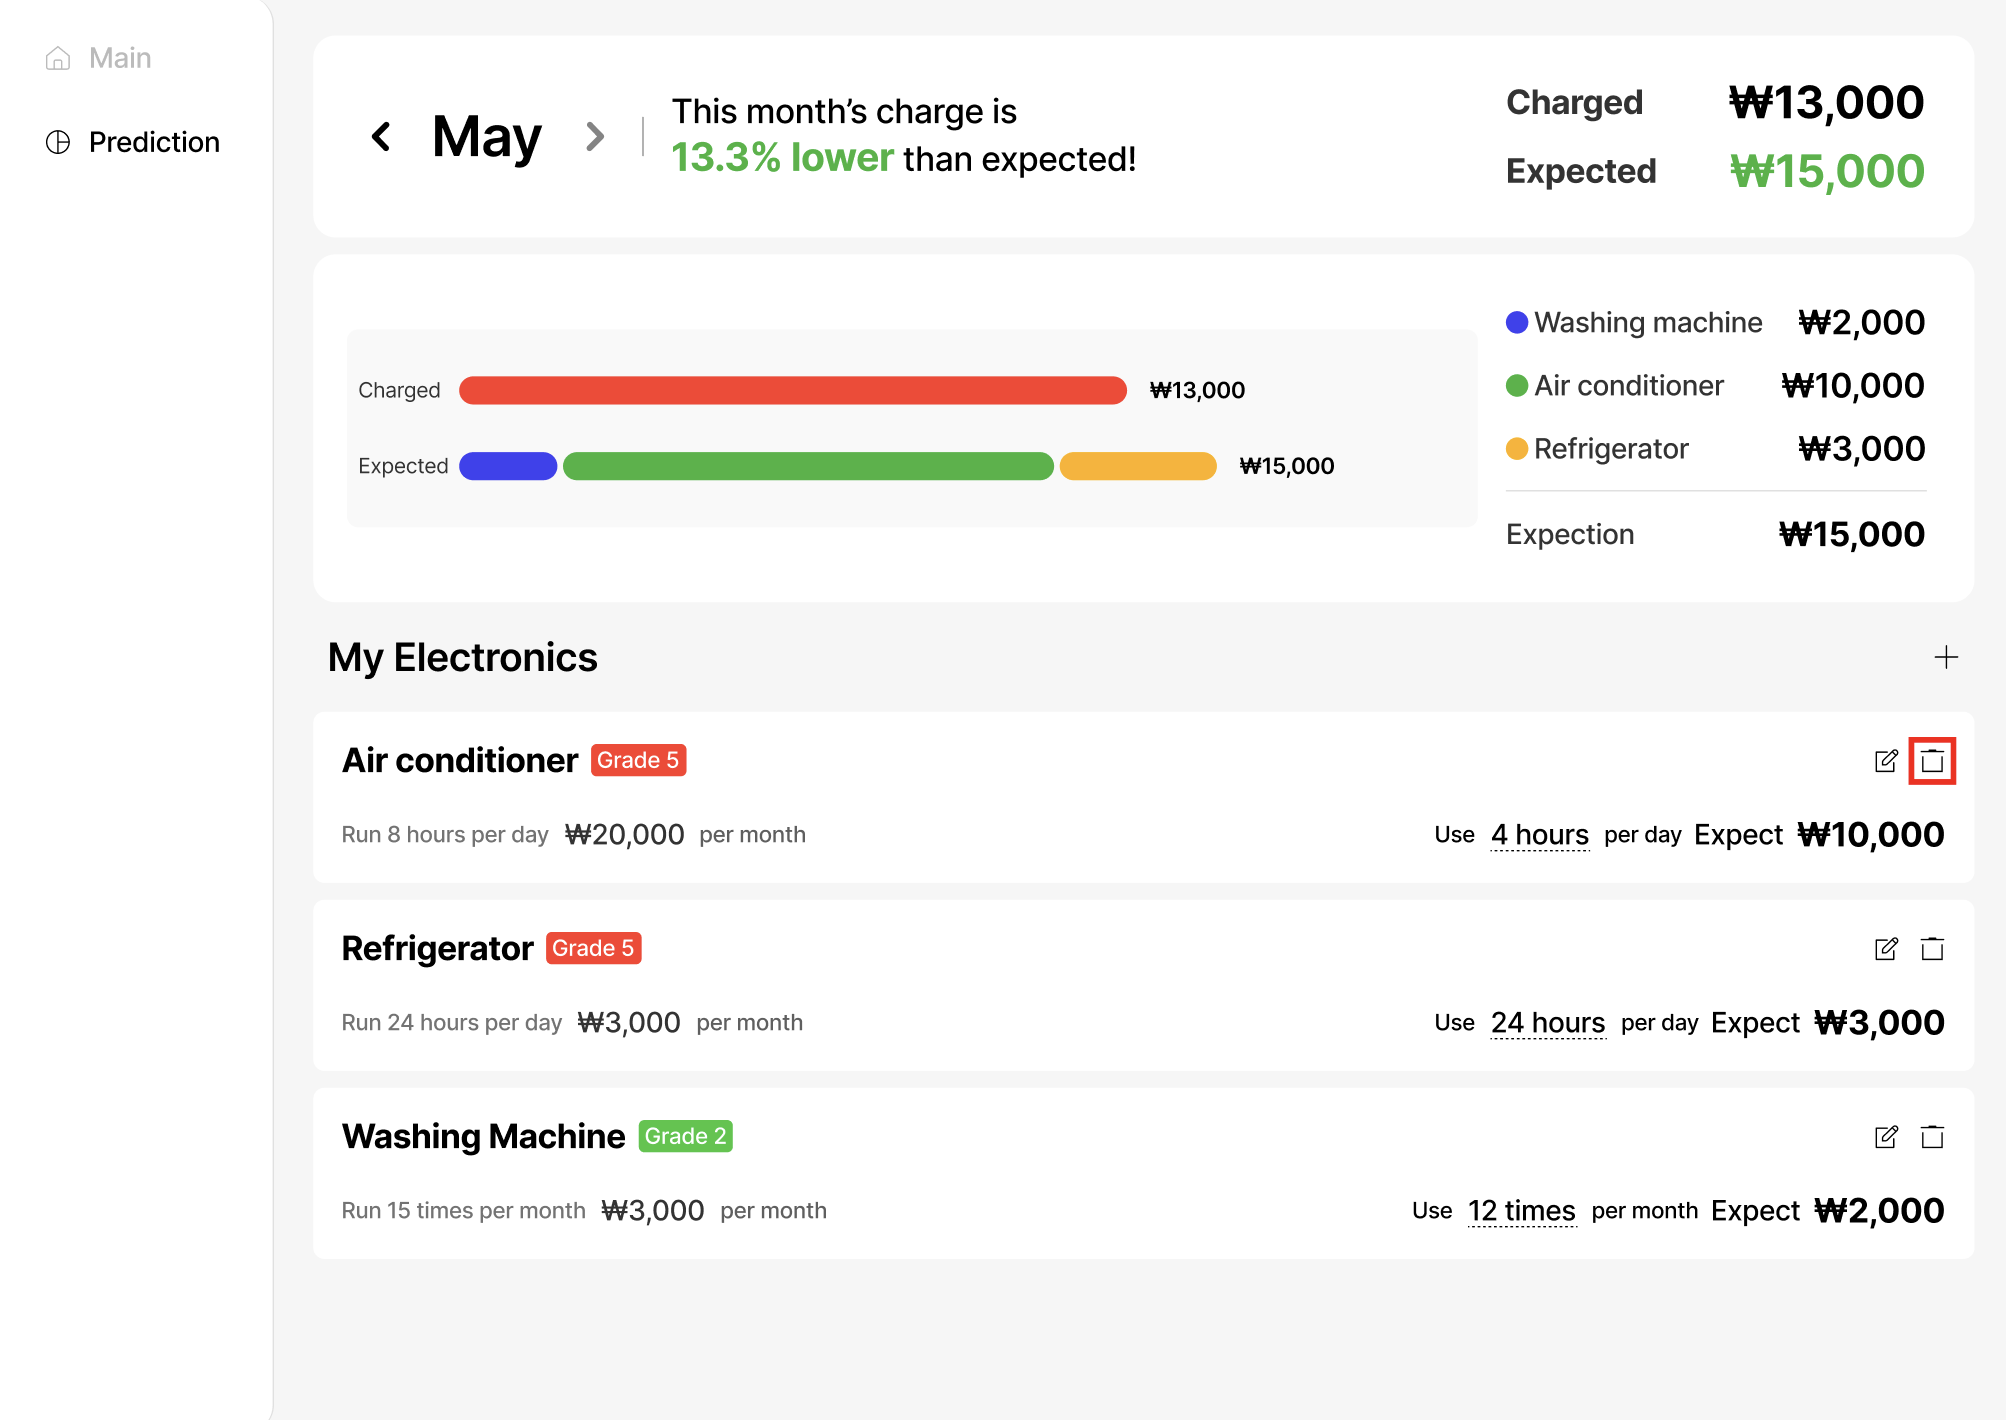 Main
Prediction
May
This month's charge is
13.3% lower than expected!
Charged ₩13,000
Expected ₩15,000
Charged ₩13,000
Expected ₩15,000
Washing machine ₩2,000
Air conditioner ₩10,000
Refrigerator ₩3,000
Expection ₩15,000
My Electronics
Air conditioner Grade 5
Run 8 hours per day ₩20,000 per month
Use 4 hours per day Expect ₩10,000
Refrigerator Grade 5
Run 24 hours per day ₩3,000 per month
Use 24 hours per day Expect ₩3,000
Washing Machine Grade 2
Run 15 times per month ₩3,000 per month
Use 12 times per month Expect ₩2,000